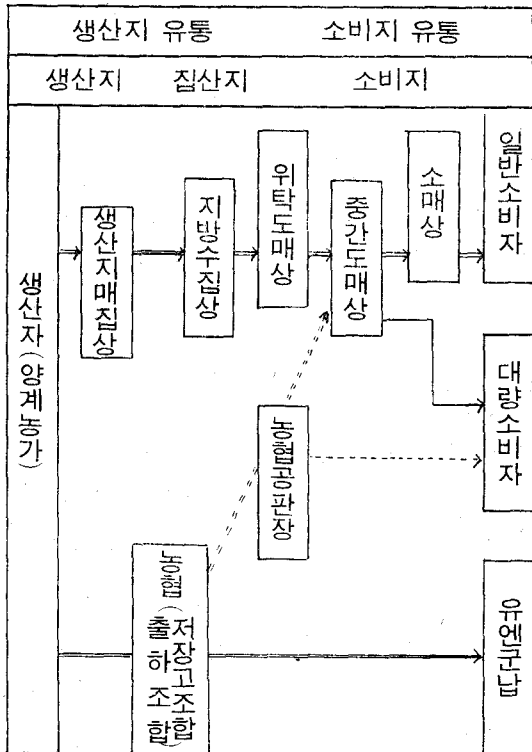 생산지 유통 소비지 유통
생산지 집산지 소비지
생산자(양계농가)
생산지매집상
지방수집상
위탁도매상
중간도매상
소매상
일반소비자
대량소비자
농협공판장
농협(출하조합 저장고조합)
유엔군납